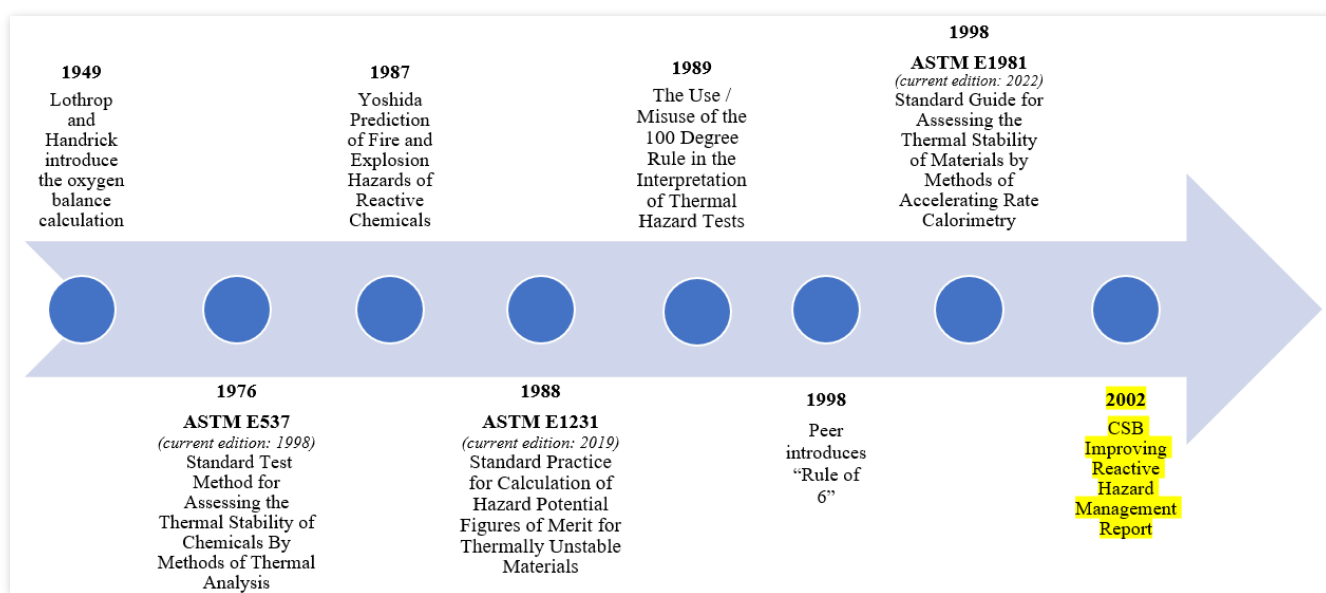 1949
Lothrop
and
Handrick
introduce
the oxygen
balance
calculation
1976
ASTM E537
(current edition: 1998)
Standard Test
Method for
Assessing the
Thermal Stability of
Chemicals By
Methods of Thermal
Analysis
1987
Yoshida
Prediction
of Fire and
Explosion
Hazards of
Reactive
Chemicals
1988
ASTM E1231
(current edition: 2019)
Standard Practice
for Calculation of
Hazard Potential
Figures of Merit for
Thermally Unstable
Materials
1989
The Use /
Misuse of the
100 Degree
Rule in the
Interpretation
of Thermal
Hazard Tests
1998
Peer
introduces
“Rule of
6”
1998
ASTM E1981
(current edition: 2022)
Standard Guide for
Assessing the
Thermal Stability
of Materials by
Methods of
Accelerating Rate
Calorimetry
2002
CSB
Improving
Reactive
Hazard
Management
Report